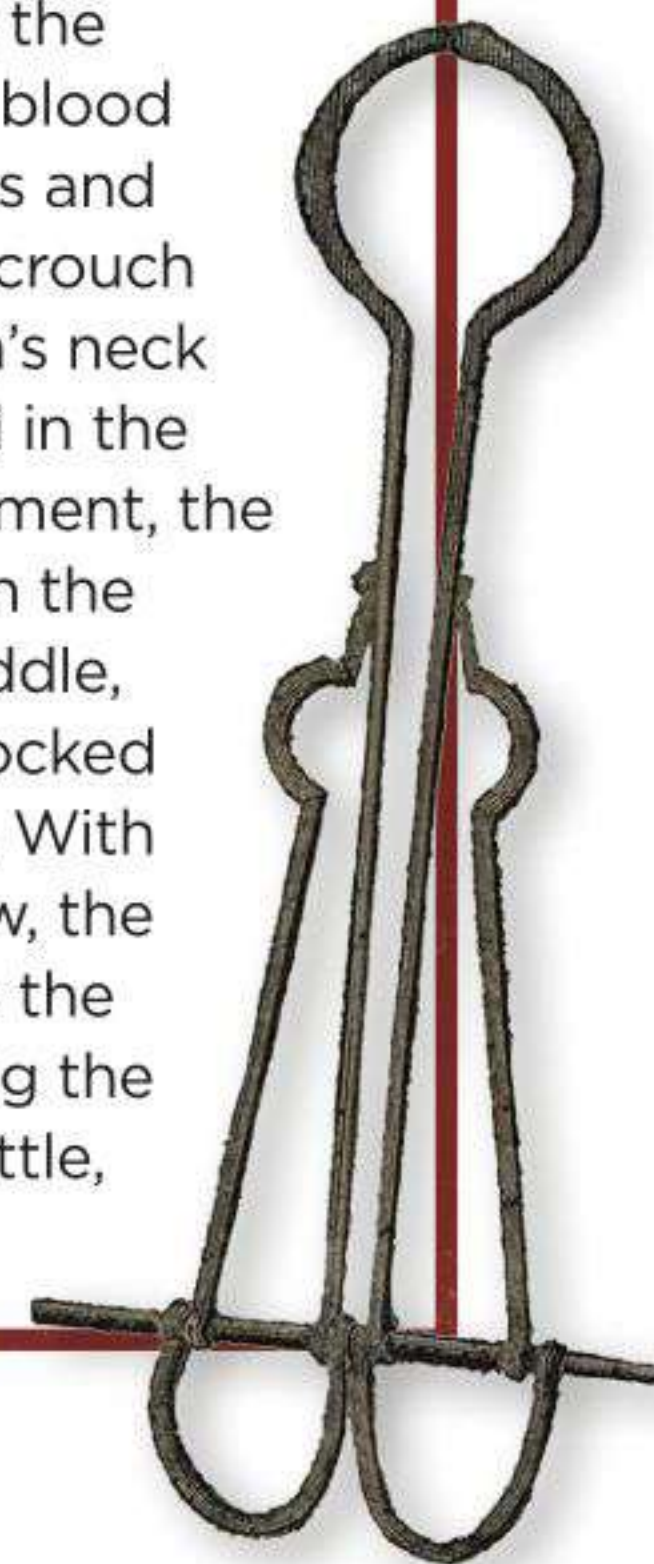 the
blood
s and
crouch
's neck
in the
ment, the
the
ddle,
ocked
With
w, the
the
g the
ttle,